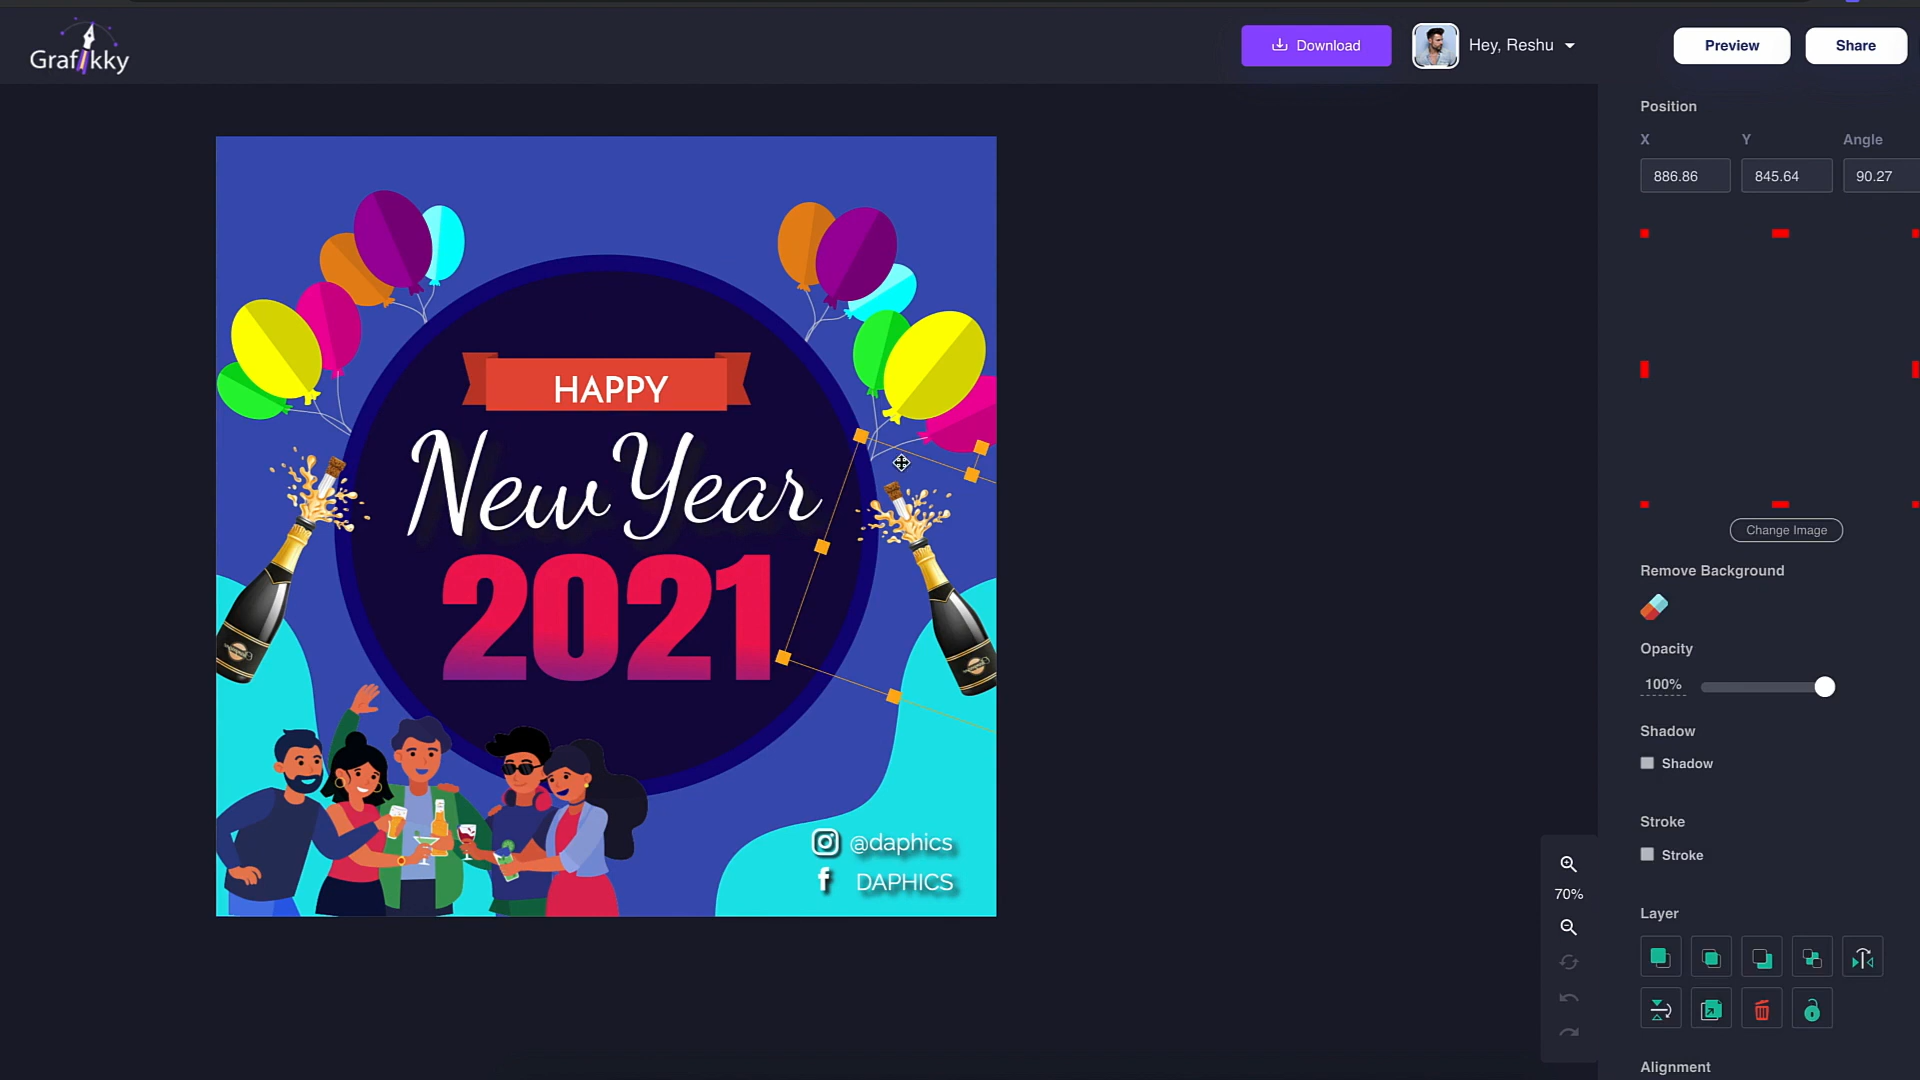 Grafikky
Download
Hey, Reshu
Preview
Share
Position
X
Y
Angle
886.86
845.64
90.27
HAPPY
New Year
2021
Change Image
Remove Background
Opacity
100%
Shadow
Shadow
Stroke
Stroke
@daphics
f DAPHICS
70%
Layer
Alignment